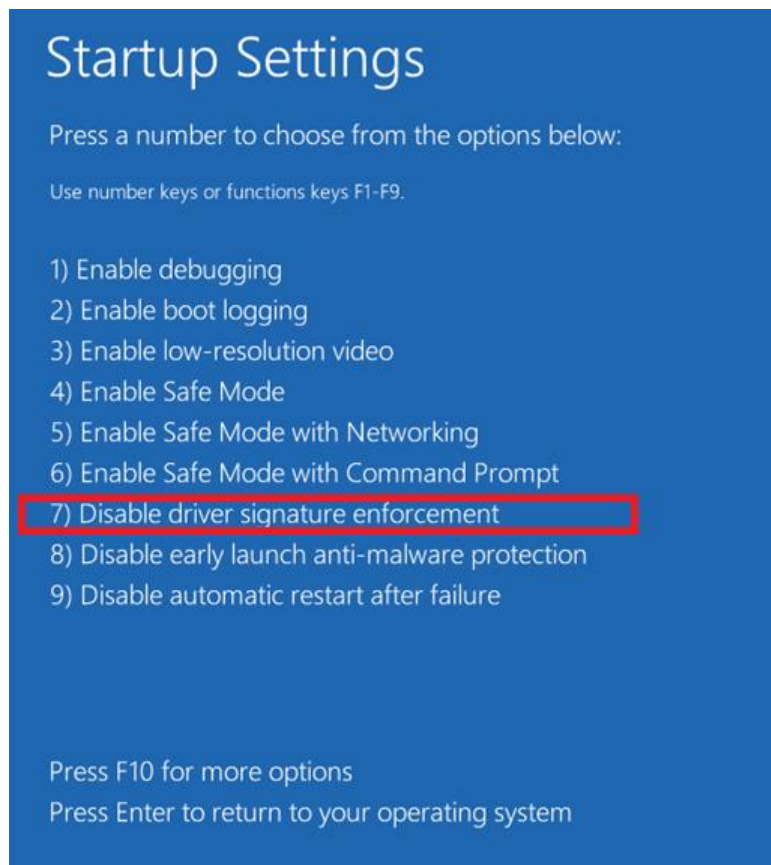 Startup Settings
Press a number to choose from the options below:
Use number keys or functions keys F1-F9.
1) Enable debugging
2) Enable boot logging
3) Enable low-resolution video
4) Enable Safe Mode
5) Enable Safe Mode with Networking
6) Enable Safe Mode with Command Prompt
7) Disable driver signature enforcement
8) Disable early launch anti-malware protection
9) Disable automatic restart after failure
Press F10 for more options
Press Enter to return to your operating system